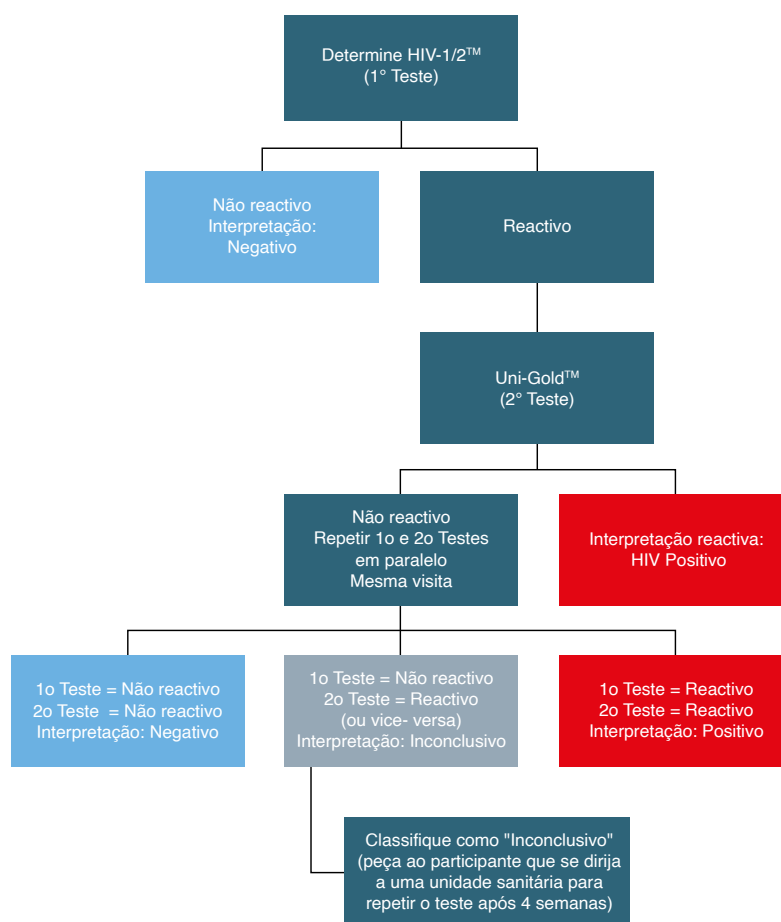 Determine HIV-1/2™
(1° Teste)
Não reactivo
Interpretação:
Negativo
Reactivo
Uni-Gold™
(2° Teste)
Não reactivo
Repetir 1o e 2o Testes
em paralelo
Mesma visita
Interpretação reactiva:
HIV Positivo
1o Teste = Não reactivo
2o Teste = Não reactivo
Interpretação: Negativo
1o Teste = Não reactivo
2o Teste = Reactivo
(ou vice- versa)
Interpretação: Inconclusivo
1o Teste = Reactivo
2o Teste = Reactivo
Interpretação: Positivo
Classifique como "Inconclusivo"
(peça ao participante que se dirija
a uma unidade sanitária para
repetir o teste após 4 semanas)